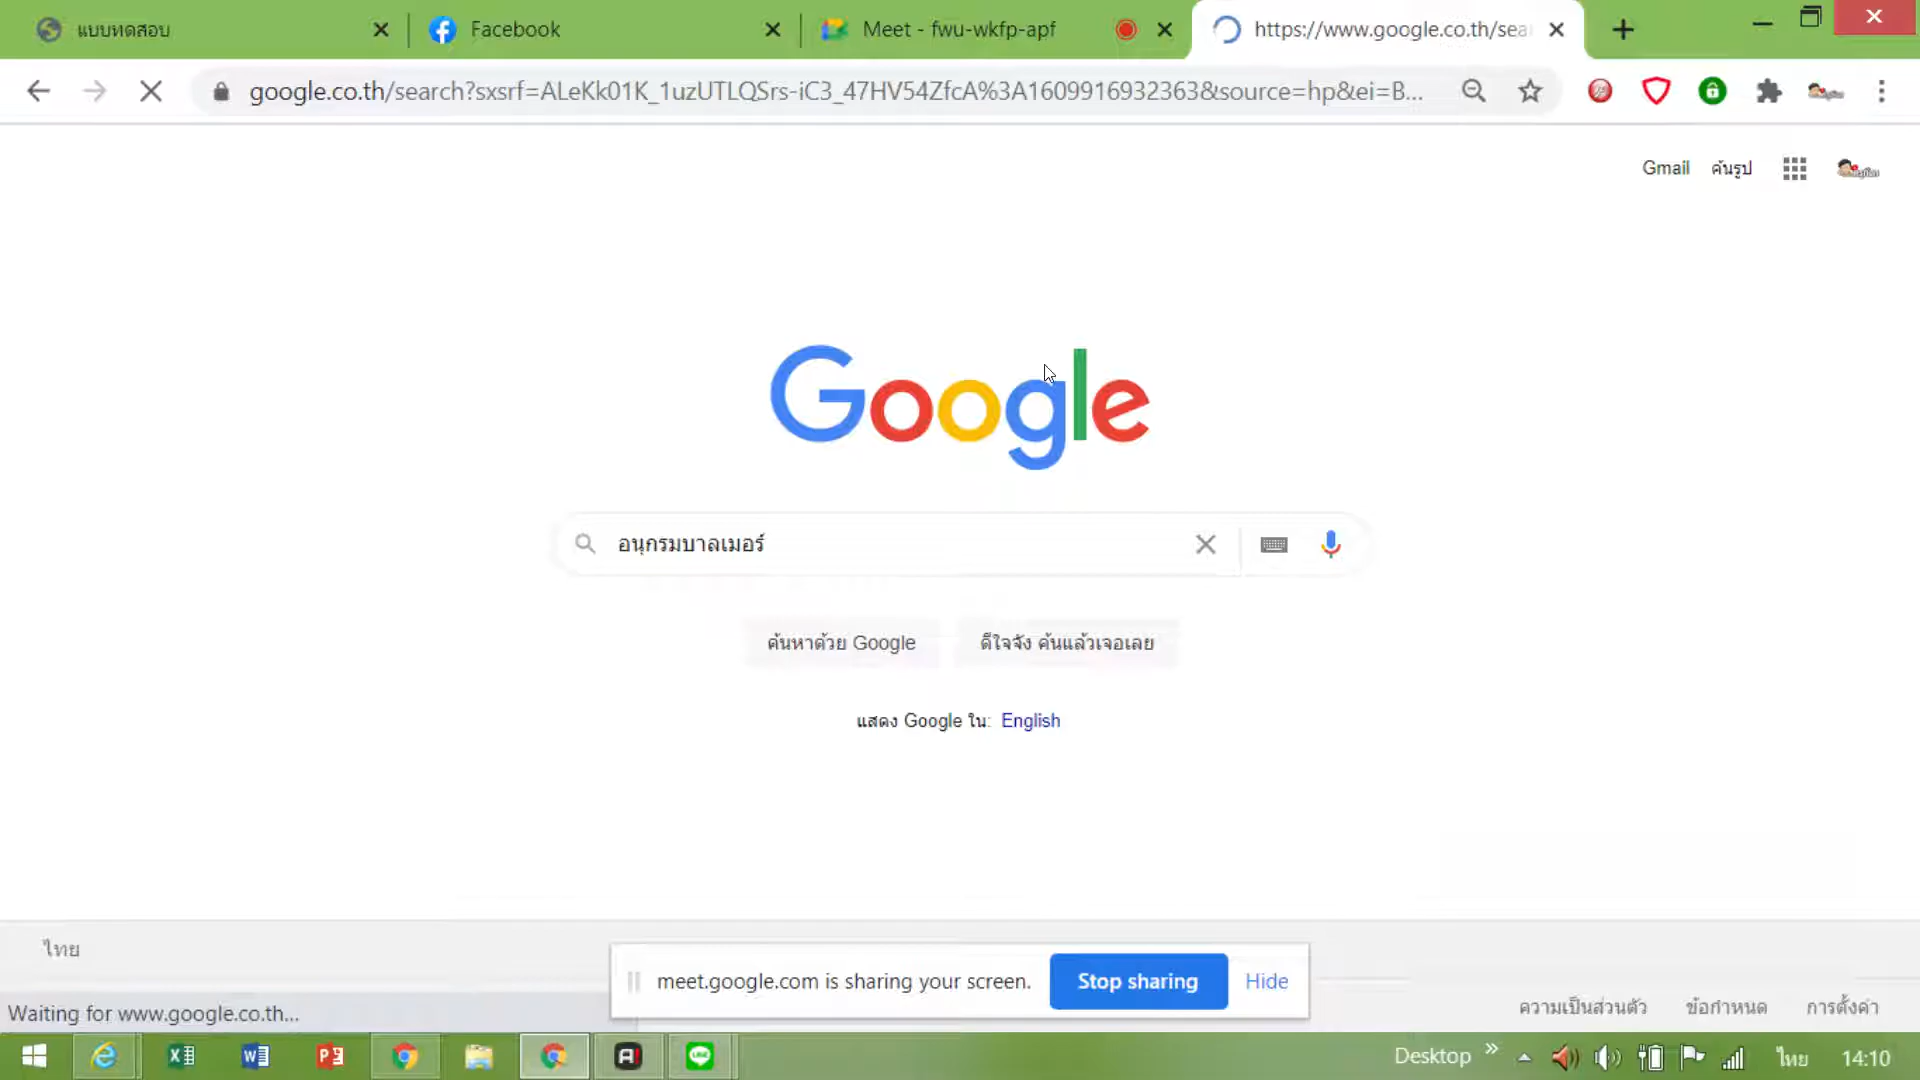 แบบทดสอบ
Facebook
Meet - fwu-wkfp-apf
https://www.google.co.th/sea
google.co.th/search?sxsrf=ALeKk01K_1uzUTLQSrs-iC3_47HV54ZfcA%3A1609916932363&source=hp&ei=B...
Gmail
ค้นรูป
Google
อนุกรมบาลเมอร์
ค้นหาด้วย Google
ดีใจจัง ค้นแล้วเจอเลย
แสดง Google ใน: English
ไทย
meet.google.com is sharing your screen.
Stop sharing
Hide
Waiting for www.google.co.th...
ความเป็นส่วนตัว
ข้อกำหนด
การตั้งค่า
Desktop
ไทย
14:10